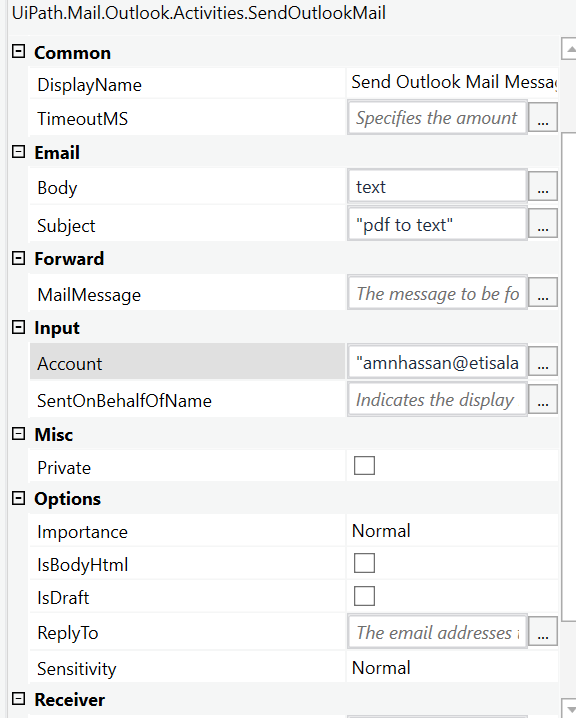 UiPath.Mail.Outlook.Activities.SendOutlookMail
Common
DisplayName Send Outlook Mail Messa
TimeoutMS Specifies the amount ...
Email
Body text ...
Subject "pdf to text" ...
Forward
MailMessage The message to be fo ...
Input
Account "amnhassan@etisala ...
SentOnBehalfOfName Indicates the display ...
Misc
Private
Options
Importance Normal
IsBodyHtml
IsDraft
ReplyTo The email addresses ...
Sensitivity Normal
Receiver